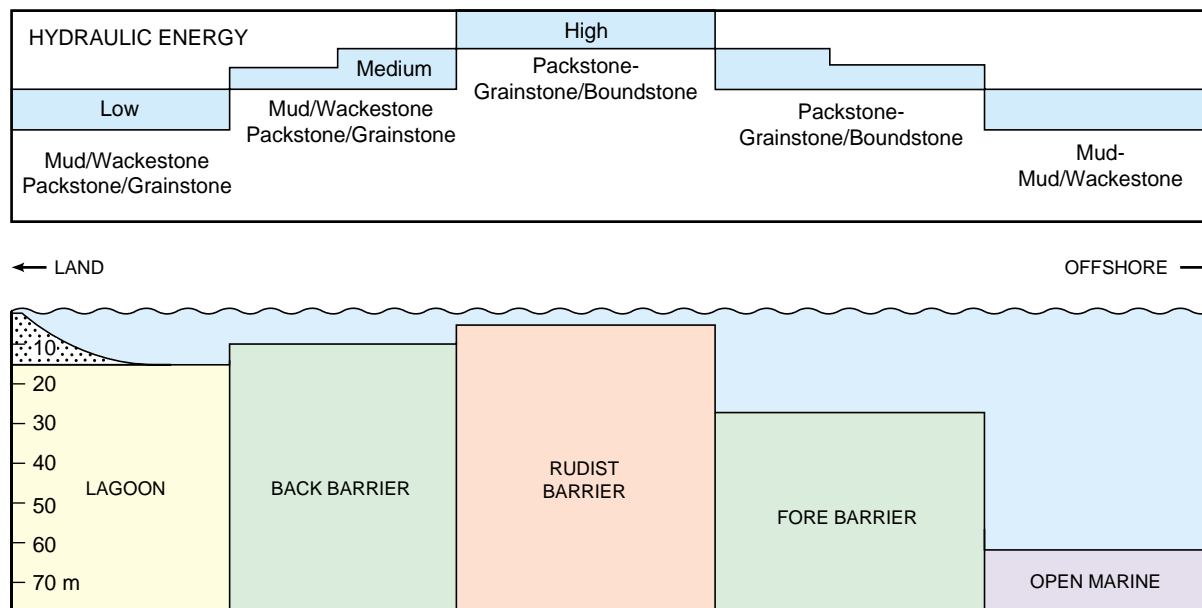 HYDRAULIC ENERGY
High
Medium
Low
Packstone-
Grainstone/Boundstone
Mud/Wackestone
Packstone/Grainstone
Packstone-
Grainstone/Boundstone
Mud/Wackestone
Packstone/Grainstone
Mud-
Mud/Wackestone
← LAND
OFFSHORE
10
20
30
40
50
60
70 m
LAGOON
BACK BARRIER
RUDIST
BARRIER
FORE BARRIER
OPEN MARINE